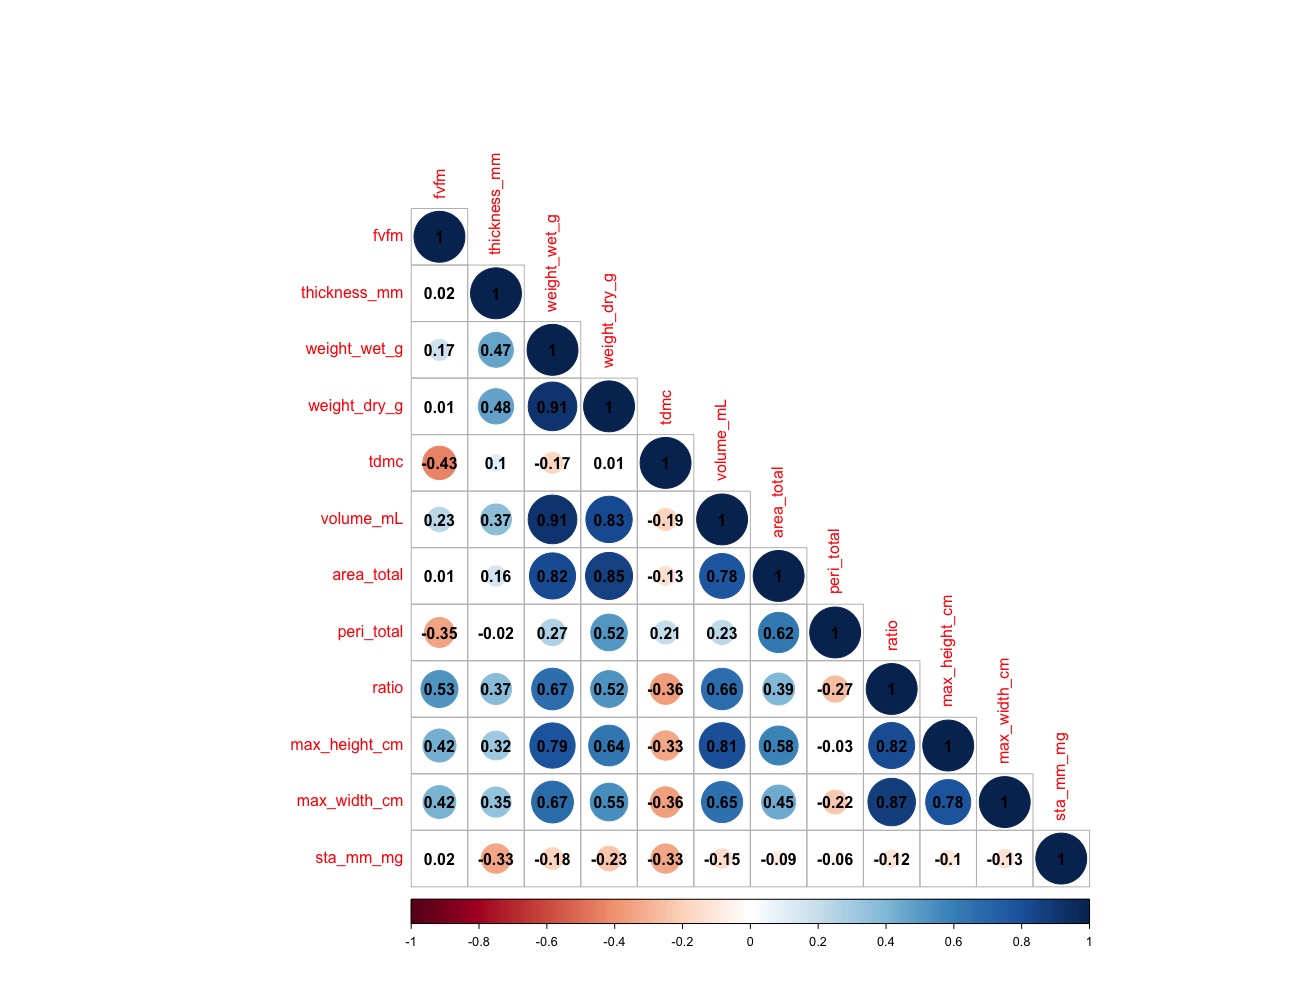 fvfm
thickness_mm
weight_wet_g
weight_dry_g
tdmc
volume_mL
area_total
peri_total
ratio
max_height_cm
max_width_cm
sta_mm_mg
fvfm 1
thickness_mm 0.02 1
weight_wet_g 0.17 0.47 1
weight_dry_g 0.01 0.48 0.91 1
tdmc -0.43 0.1 -0.17 0.01 1
volume_mL 0.23 0.37 0.91 0.83 -0.19 1
area_total 0.01 0.16 0.82 0.85 -0.13 0.78 1
peri_total -0.35 -0.02 0.27 0.52 0.21 0.23 0.62 1
ratio 0.53 0.37 0.67 0.52 -0.36 0.66 0.39 -0.27 1
max_height_cm 0.42 0.32 0.79 0.64 -0.33 0.81 0.58 -0.03 0.82 1
max_width_cm 0.42 0.35 0.67 0.55 -0.36 0.65 0.45 -0.22 0.87 0.78 1
sta_mm_mg 0.02 -0.33 -0.18 -0.23 -0.33 -0.15 -0.09 -0.06 -0.12 -0.1 -0.13 1
-1 -0.8 -0.6 -0.4 -0.2 0 0.2 0.4 0.6 0.8 1